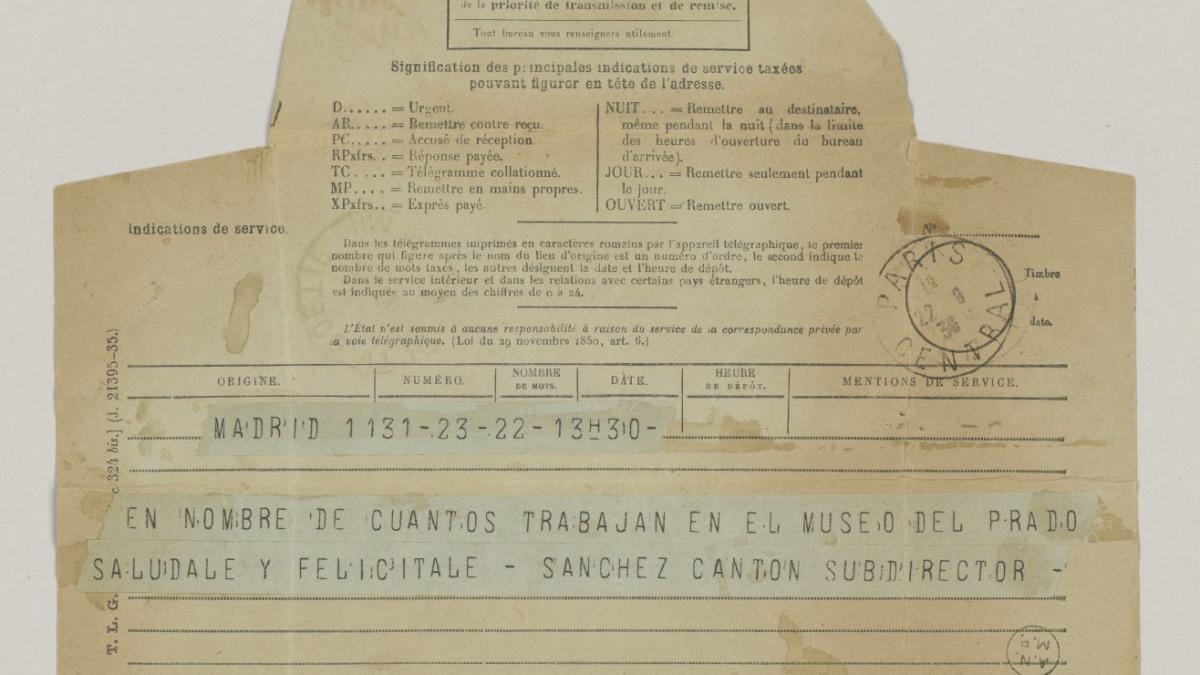 de la priorité de transmission et de remise.
Tout bureau vous renseignera utilement
Signification des principales indications de service taxées
pouvant figurer en tête de l'adresse.
D...... = Urgent.
AR..... = Remettre contre reçu.
PC..... = Accusé de réception
RPxfrs. = Réponse payée.
TC .... = Télégramme collationné.
MP.... = Remettre en mains propres.
XPxfrs.. = Exprès payé.
NUIT... = Remettre au destinataire,
même pendant la nuit (dans la limite
des heures d'ouverture du bureau
d'arrivée).
JOUR... = Remettre seulement pendant
le jour.
OUVERT = Remettre ouvert.
Indications de service.
Dans les télégrammes imprimés en caractères romains par l'appareil télégraphique, le premier
nombre qui figure après le nom du lieu d'origine est un numéro d'ordre, le second indique le
nombre de mots taxés, les autres désignent la date et l'heure de dépôt.
Dans le service intérieur et dans les relations avec certains pays étrangers, l'heure de dépôt
est indiquée au moyen des chiffres de 0 à 24.
L'État n'est soumis à aucune responsabilité à raison du service de la correspondance privée par
la voie télégraphique. (Loi du 29 novembre 1850, art. 6.)
N°
Timbre
à
date.
PARIS
CENTRAL
ORIGINE.
NUMÉRO.
NOMBRE
DE MOTS.
DATE.
HEURE
DE DÉPÔT.
MENTIONS DE SERVICE.
MADRID 1131-23-22-13H30-
EN NOMBRE DE CUANTOS TRABAJAN EN EL MUSEO DEL PRADO
SALUDALE Y FELICITALE - SANCHEZ CANTON SUBDIRECTOR -
T. L. G.
324 bis.] (J. 21395-35.)
A.N.
M.D